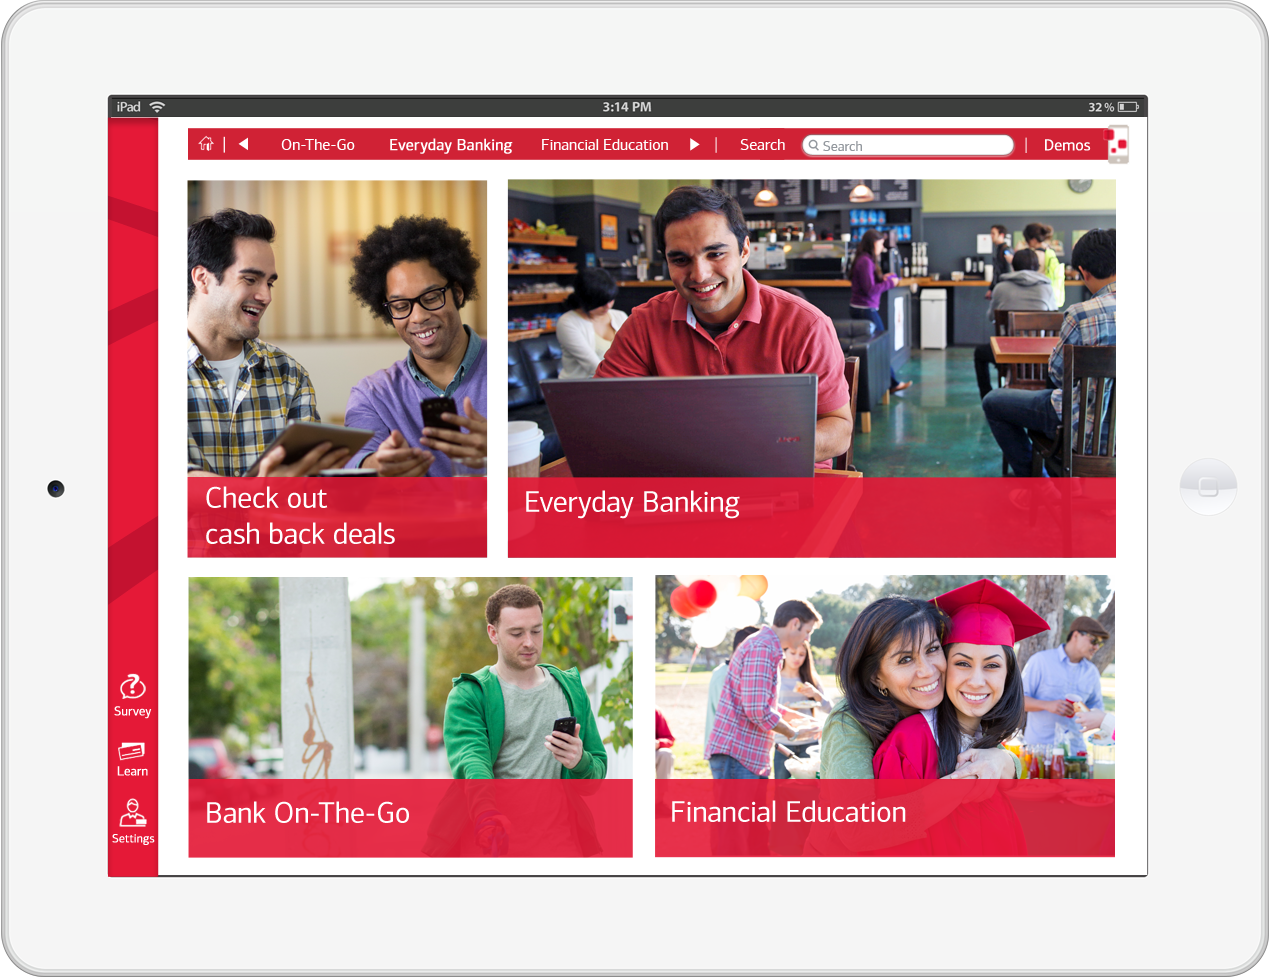 iPad 3:14 PM 32 %
On-The-Go Everyday Banking Financial Education Search Search Demos
Check out
cash back deals
Everyday Banking
Survey
Learn
Settings
Bank On-The-Go
Financial Education